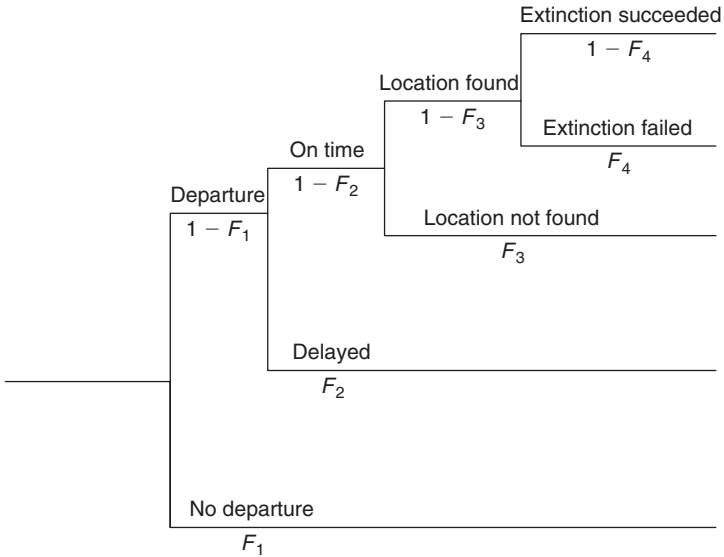 Extinction succeeded
1 − F4
Location found
1 − F3
Extinction failed
F4
On time
1 − F2
Departure
1 − F1
Location not found
F3
Delayed
F2
No departure
F1